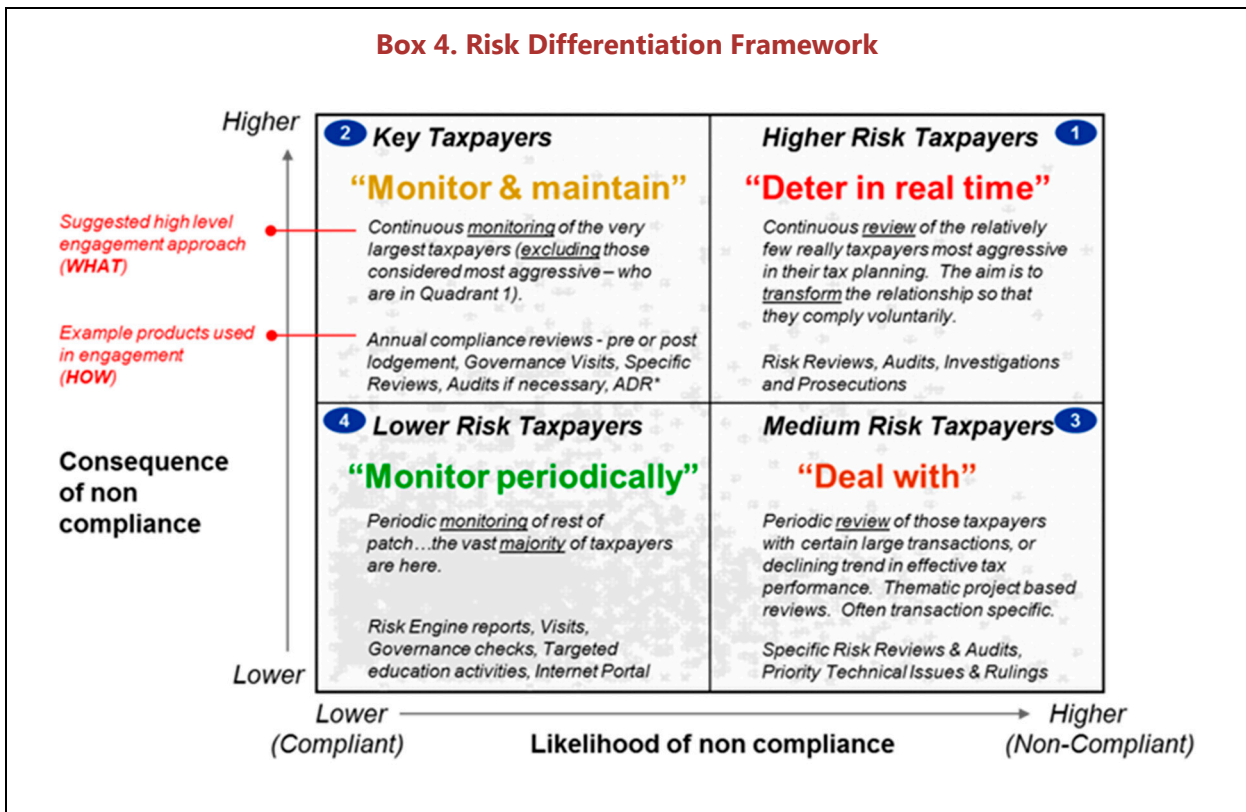 Box 4. Risk Differentiation Framework
Higher
2 Key Taxpayers
“Monitor & maintain”
Suggested high level
engagement approach
(WHAT)
Continuous monitoring of the very
largest taxpayers (excluding those
considered most aggressive – who
are in Quadrant 1).
Example products used
in engagement
(HOW)
Annual compliance reviews - pre or post
lodgement, Governance Visits, Specific
Reviews, Audits if necessary, ADR*
Higher Risk Taxpayers 1
“Deter in real time”
Continuous review of the relatively
few really taxpayers most aggressive
in their tax planning. The aim is to
transform the relationship so that
they comply voluntarily.
Risk Reviews, Audits, Investigations
and Prosecutions
Consequence
of non
compliance
4 Lower Risk Taxpayers
“Monitor periodically”
Periodic monitoring of rest of
patch…the vast majority of taxpayers
are here.
Risk Engine reports, Visits,
Governance checks, Targeted
education activities, Internet Portal
Medium Risk Taxpayers 3
“Deal with”
Periodic review of those taxpayers
with certain large transactions, or
declining trend in effective tax
performance. Thematic project based
reviews. Often transaction specific.
Specific Risk Reviews & Audits,
Priority Technical Issues & Rulings
Lower
Lower
(Compliant)
Likelihood of non compliance
Higher
(Non-Compliant)